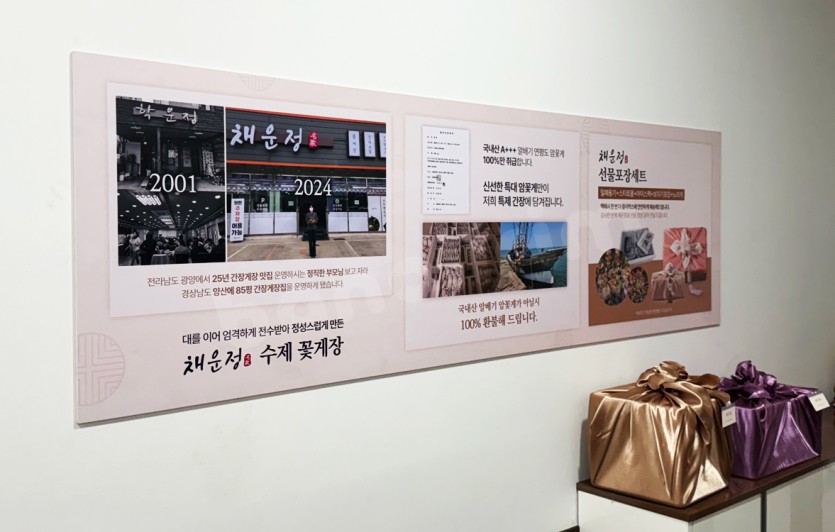 학운정
2001
채운정
2024
전라남도 광양에서 25년 간장게장 맛집 운영하시는 정직한 부모님 보고 자라
경상남도 양산에 85평 간장게장집을 운영하게 됐습니다.
대를 이어 엄격하게 전수받아 정성스럽게 만든
채운정 수제 꽃게장
국내산 A+++ 알배기 연평도 암꽃게
100%만 취급합니다.
신선한 특대 암꽃게만이
저희 특제 간장에 담겨집니다.
국내산 알배기 암꽃게가 아닐시
100% 환불해 드립니다.
채운정
선물포장세트